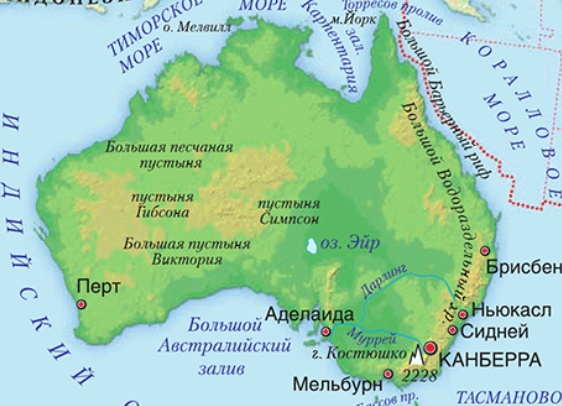 МОРЕ
ТИМОРСКОЕ
МОРЕ
о. Мелвилл
Торресов пролив
м.Йорк
зал.
Карпентария
Большой Барьерный риф
КОРАЛЛОВОЕ
МОРЕ
Большой Водораздельный хр.
ИНДИЙСКИЙ
Большая песчаная
пустыня
пустыня
Гибсона
пустыня
Симпсон
Большая пустыня
Виктория
оз. Эйр
Дарлинг
Брисбен
Перт
Ньюкасл
Аделаида
Сидней
Большой
Австралийский
залив
Муррей
г. Костюшко
КАНБЕРРА
2228
Мельбурн
ТАСМАНОВО